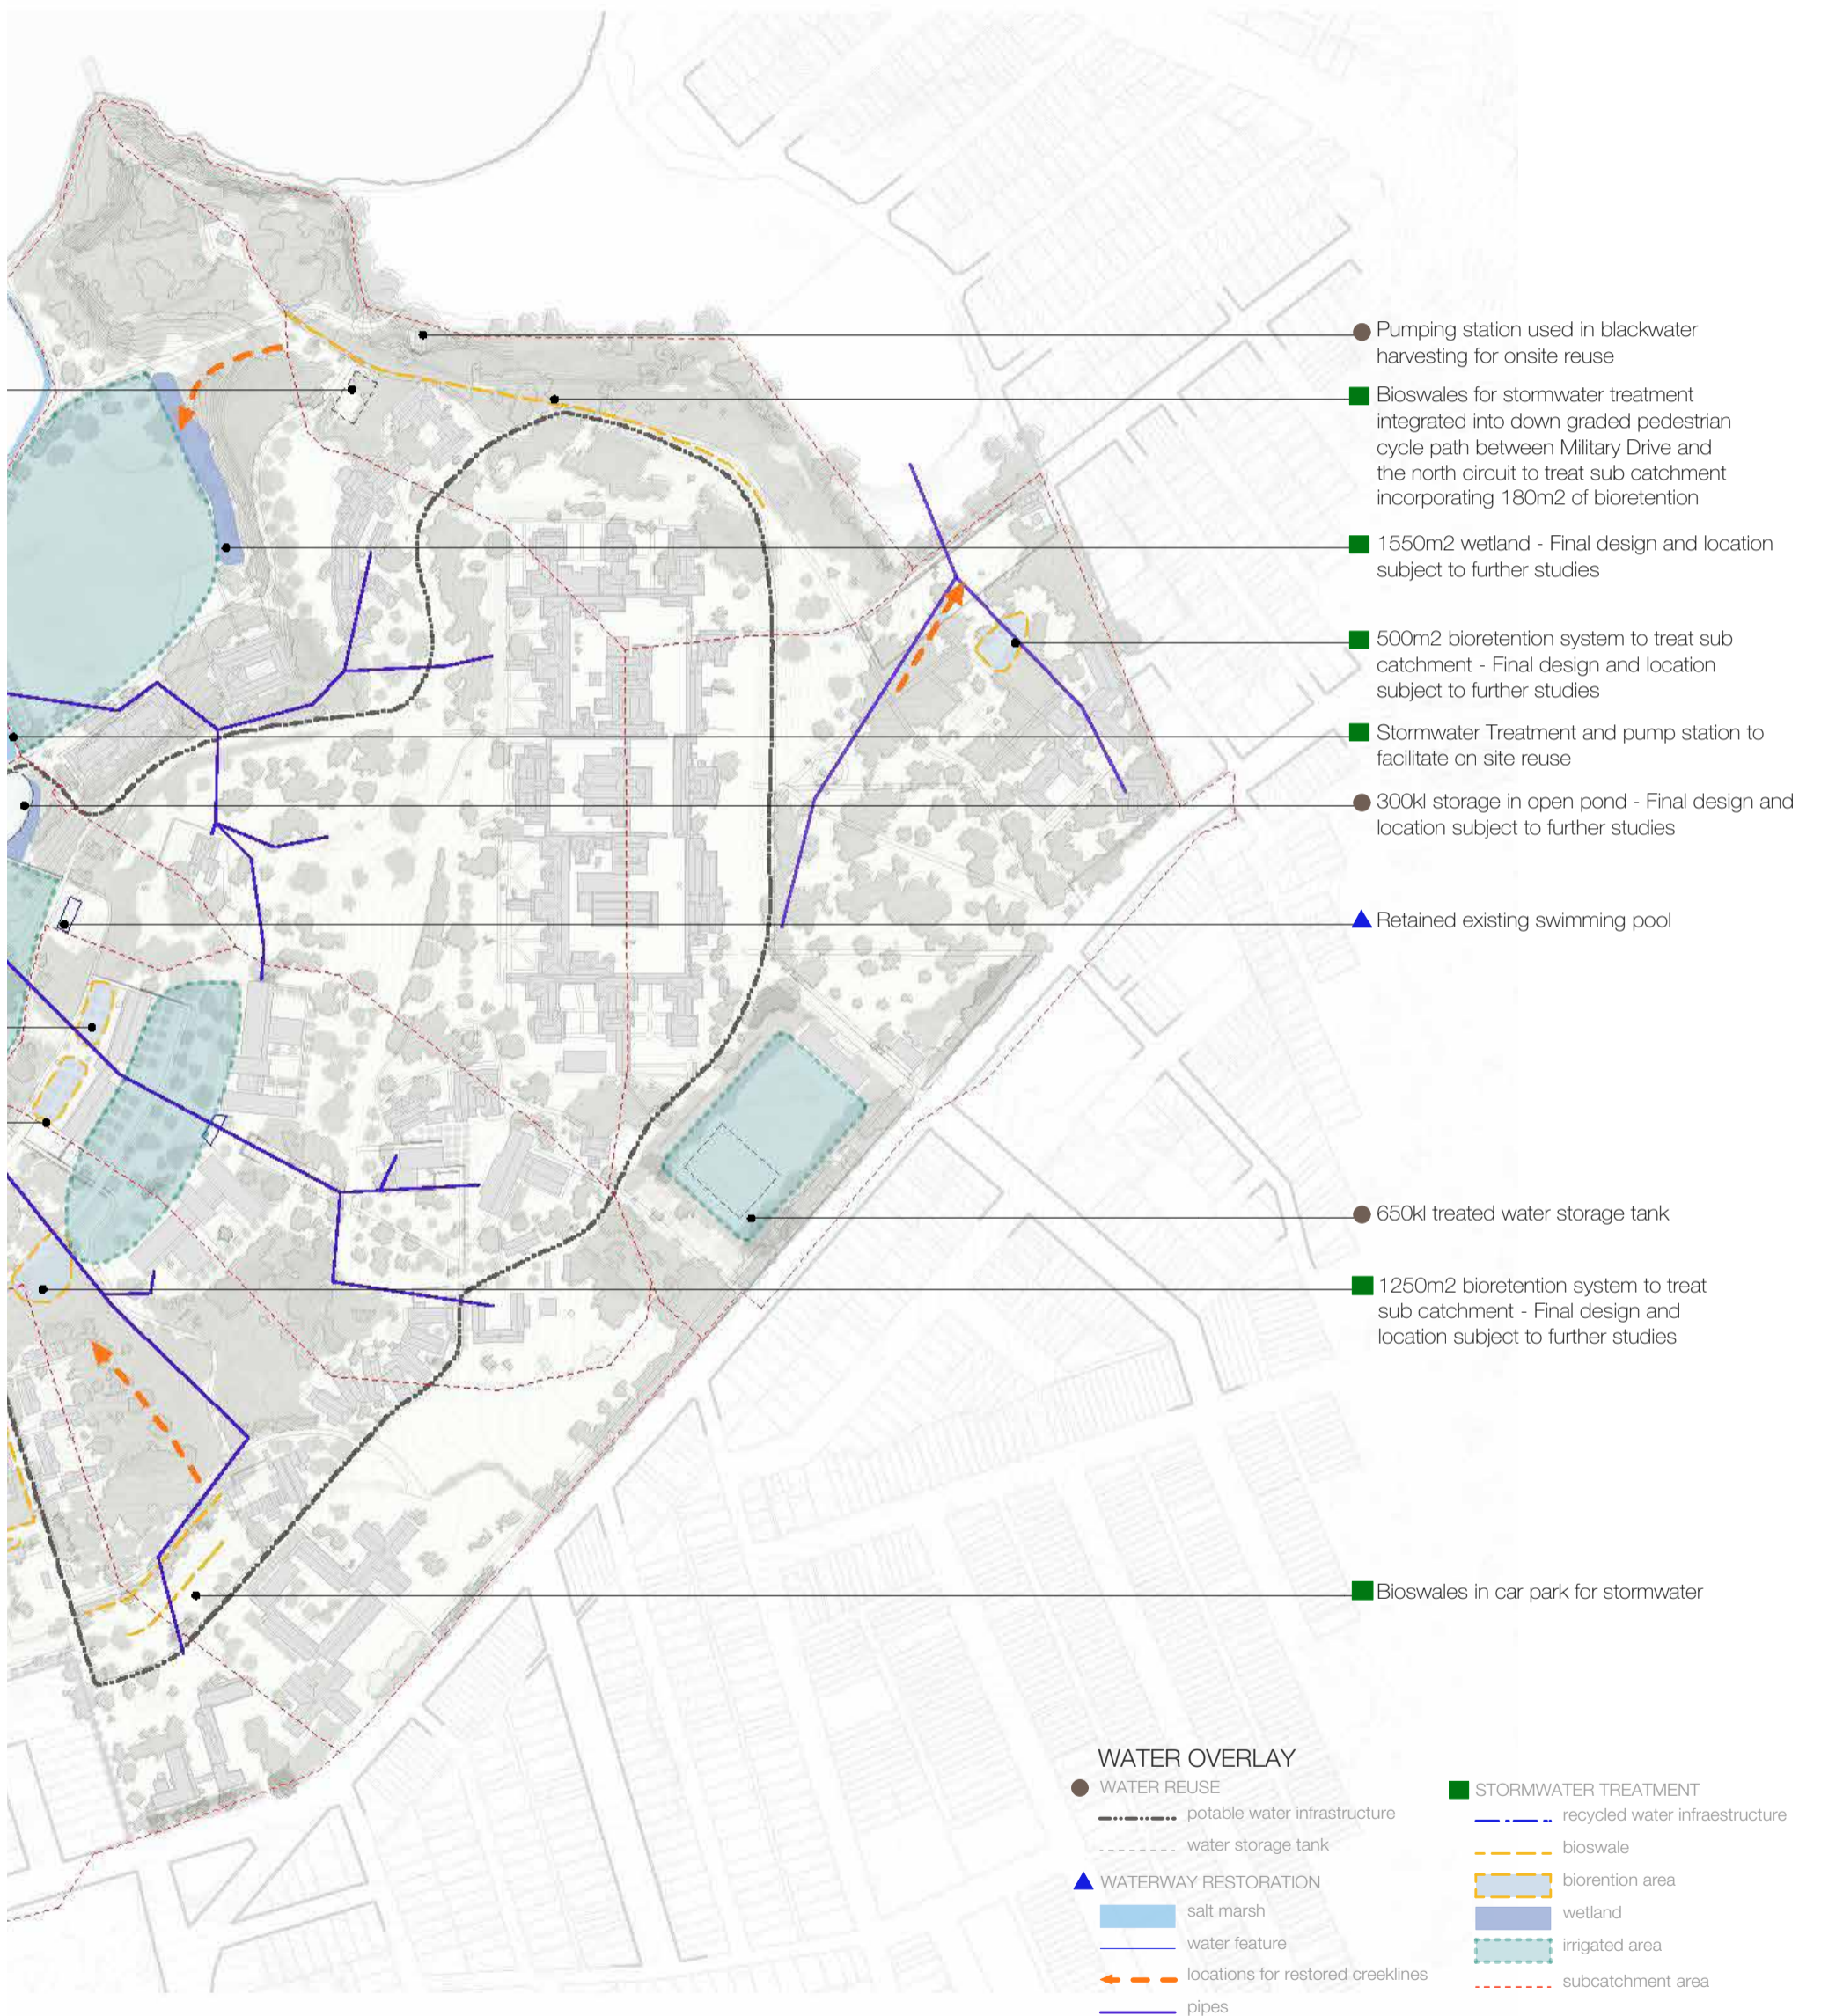 Pumping station used in blackwater
harvesting for onsite reuse
Bioswales for stormwater treatment
integrated into down graded pedestrian
cycle path between Military Drive and
the north circuit to treat sub catchment
incorporating 180m2 of bioretention
1550m2 wetland - Final design and location
subject to further studies
500m2 bioretention system to treat sub
catchment - Final design and location
subject to further studies
Stormwater Treatment and pump station to
facilitate on site reuse
300kl storage in open pond - Final design and
location subject to further studies
Retained existing swimming pool
650kl treated water storage tank
1250m2 bioretention system to treat
sub catchment - Final design and
location subject to further studies
Bioswales in car park for stormwater
WATER OVERLAY
WATER REUSE
potable water infrastructure
water storage tank
WATERWAY RESTORATION
salt marsh
water feature
locations for restored creeklines
pipes
STORMWATER TREATMENT
recycled water infraestructure
bioswale
biorention area
wetland
irrigated area
subcatchment area